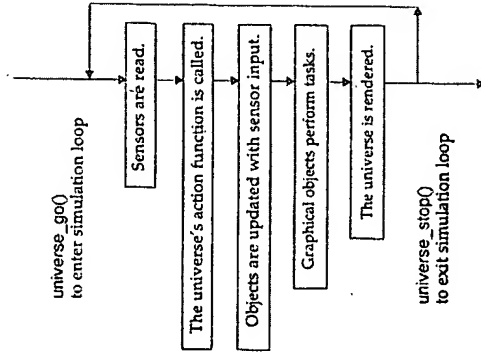 universe_go()
to enter simulation loop
Sensors are read.
The universe's action function is called.
Objects are updated with sensor input.
Graphical objects perform tasks.
The universe is rendered.
universe_stop()
to exit simulation loop